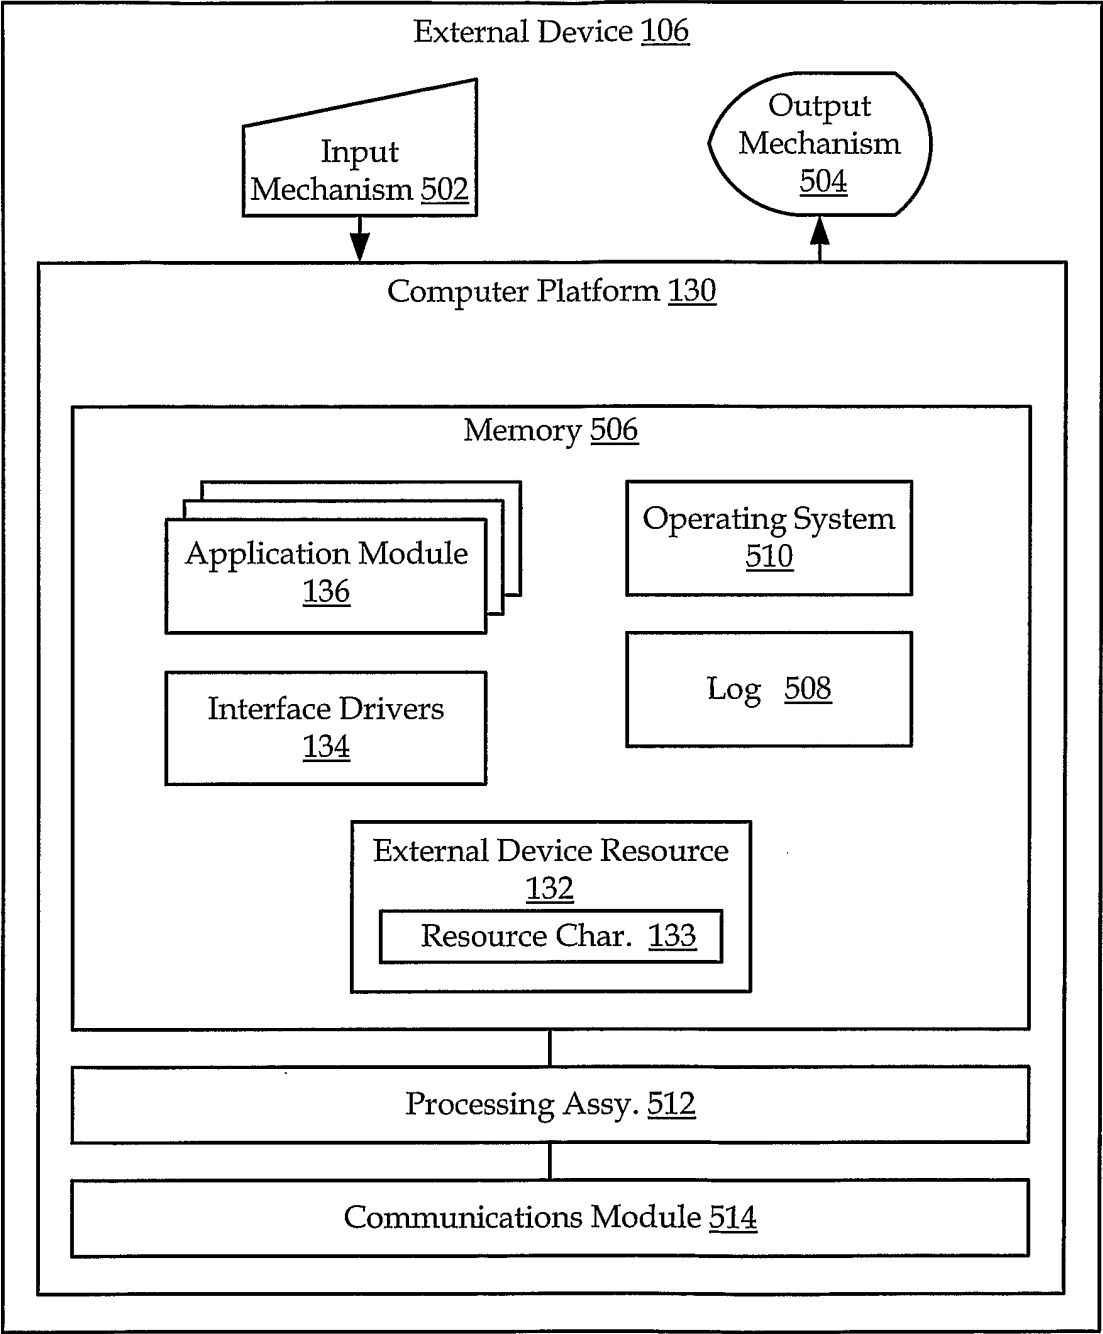 External Device 106
Input
Mechanism 502
Output
Mechanism
504
Computer Platform 130
Memory 506
Application Module
136
Operating System
510
Interface Drivers
134
Log 508
External Device Resource
132
Resource Char. 133
Processing Assy. 512
Communications Module 514